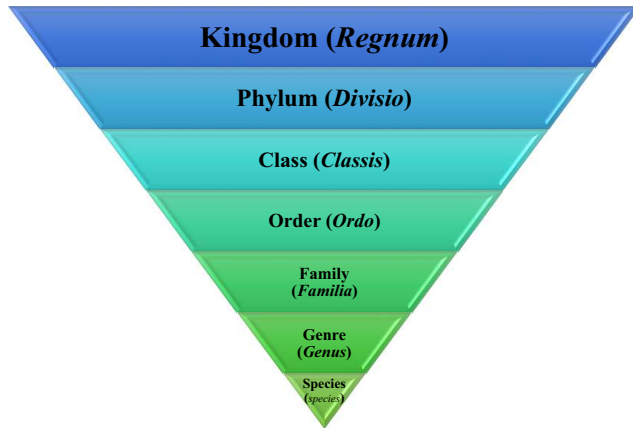 Kingdom (Regnum)
Phylum (Divisio)
Class (Classis)
Order (Ordo)
Family
(Familia)
Genre
(Genus)
Species
(species)